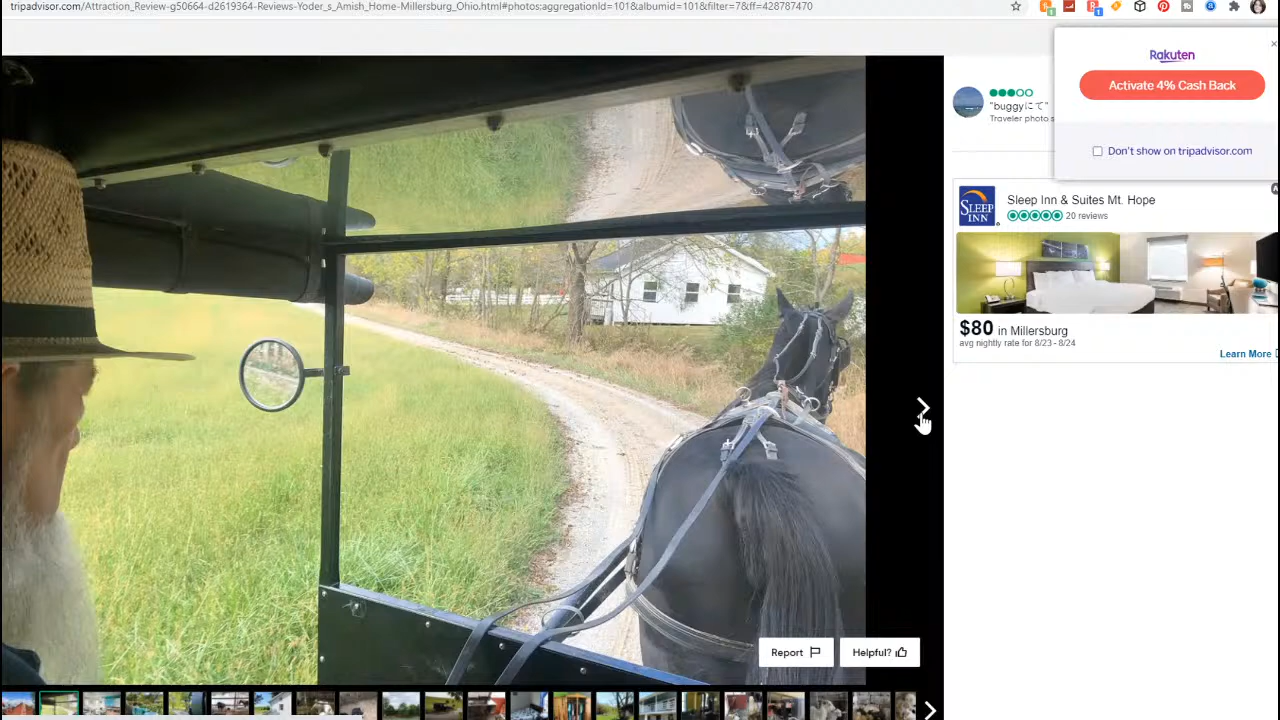 tripadvisor.com/Attraction_Review-g50664-d2619364-Reviews-Yoder_s_Amish_Home-Millersburg_Ohio.html#photos;aggregationId=101&albumid=101&filter=7&ff=428787470
Rakuten
Activate 4% Cash Back
Don't show on tripadvisor.com
"buggyにて"
Traveler photo s
SLEEP INN
Sleep Inn & Suites Mt. Hope
20 reviews
$80 in Millersburg
avg nightly rate for 8/23 - 8/24
Learn More
Report
Helpful?